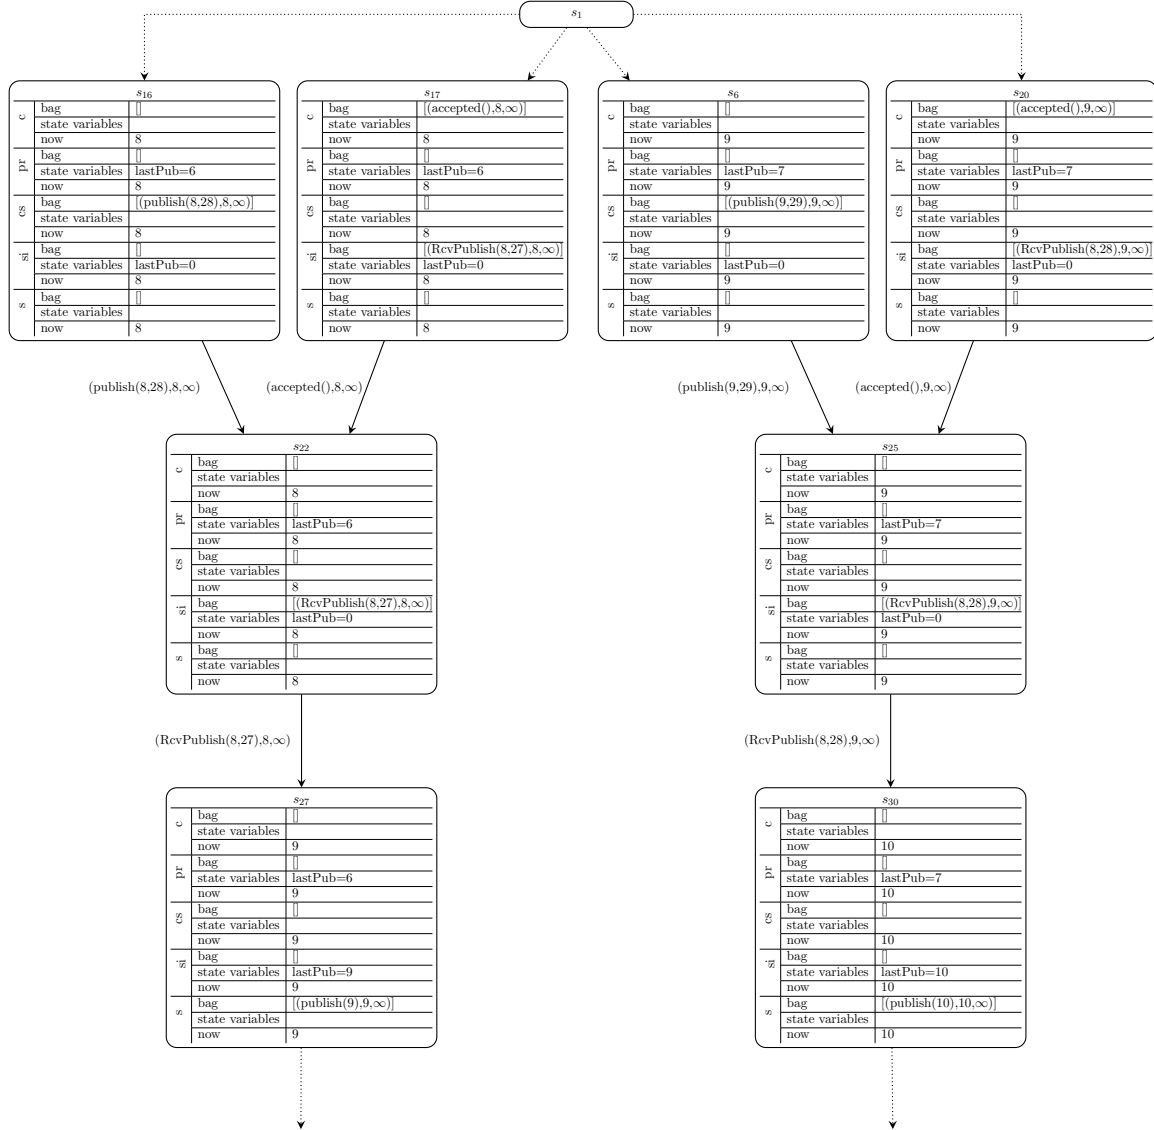 s1
s16
c
bag []
state variables
now 8
pr
bag []
state variables lastPub=6
now 8
cs
bag [(publish(8,28),8,∞)]
state variables
now 8
si
bag []
state variables lastPub=0
now 8
s
bag []
state variables
now 8
s17
c
bag [(accepted(),8,∞)]
state variables
now 8
pr
bag []
state variables lastPub=6
now 8
cs
bag []
state variables
now 8
si
bag [(RcvPublish(8,27),8,∞)]
state variables lastPub=0
now 8
s
bag []
state variables
now 8
s6
c
bag []
state variables
now 9
pr
bag []
state variables lastPub=7
now 9
cs
bag [(publish(9,29),9,∞)]
state variables
now 9
si
bag []
state variables lastPub=0
now 9
s
bag []
state variables
now 9
s20
c
bag [(accepted(),9,∞)]
state variables
now 9
pr
bag []
state variables lastPub=7
now 9
cs
bag []
state variables
now 9
si
bag [(RcvPublish(8,28),9,∞)]
state variables lastPub=0
now 9
s
bag []
state variables
now 9
(publish(8,28),8,∞)
(accepted(),8,∞)
(publish(9,29),9,∞)
(accepted(),9,∞)
s22
c
bag []
state variables
now 8
pr
bag []
state variables lastPub=6
now 8
cs
bag []
state variables
now 8
si
bag [(RcvPublish(8,27),8,∞)]
state variables lastPub=0
now 8
s
bag []
state variables
now 8
s25
c
bag []
state variables
now 9
pr
bag []
state variables lastPub=7
now 9
cs
bag []
state variables
now 9
si
bag [(RcvPublish(8,28),9,∞)]
state variables lastPub=0
now 9
s
bag []
state variables
now 9
(RcvPublish(8,27),8,∞)
(RcvPublish(8,28),9,∞)
s27
c
bag []
state variables
now 9
pr
bag []
state variables lastPub=6
now 9
cs
bag []
state variables
now 9
si
bag []
state variables lastPub=9
now 9
s
bag [(publish(9),9,∞)]
state variables
now 9
s30
c
bag []
state variables
now 10
pr
bag []
state variables lastPub=7
now 10
cs
bag []
state variables
now 10
si
bag []
state variables lastPub=10
now 10
s
bag [(publish(10),10,∞)]
state variables
now 10